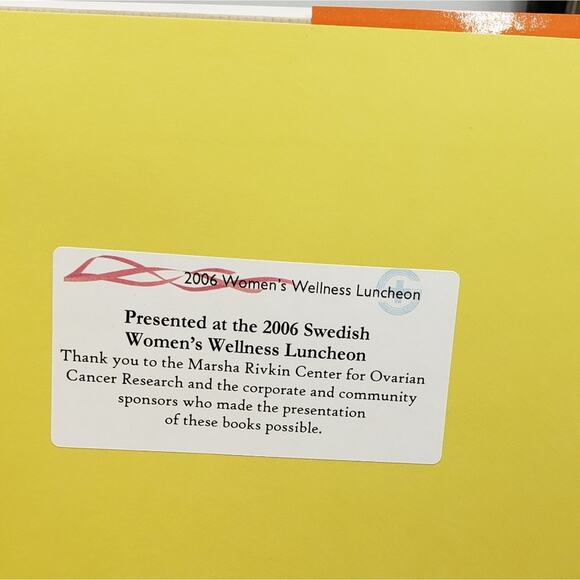 2006 Women's Wellness Luncheon
Presented at the 2006 Swedish
Women's Wellness Luncheon
Thank you to the Marsha Rivkin Center for Ovarian
Cancer Research and the corporate and community
sponsors who made the presentation
of these books possible.